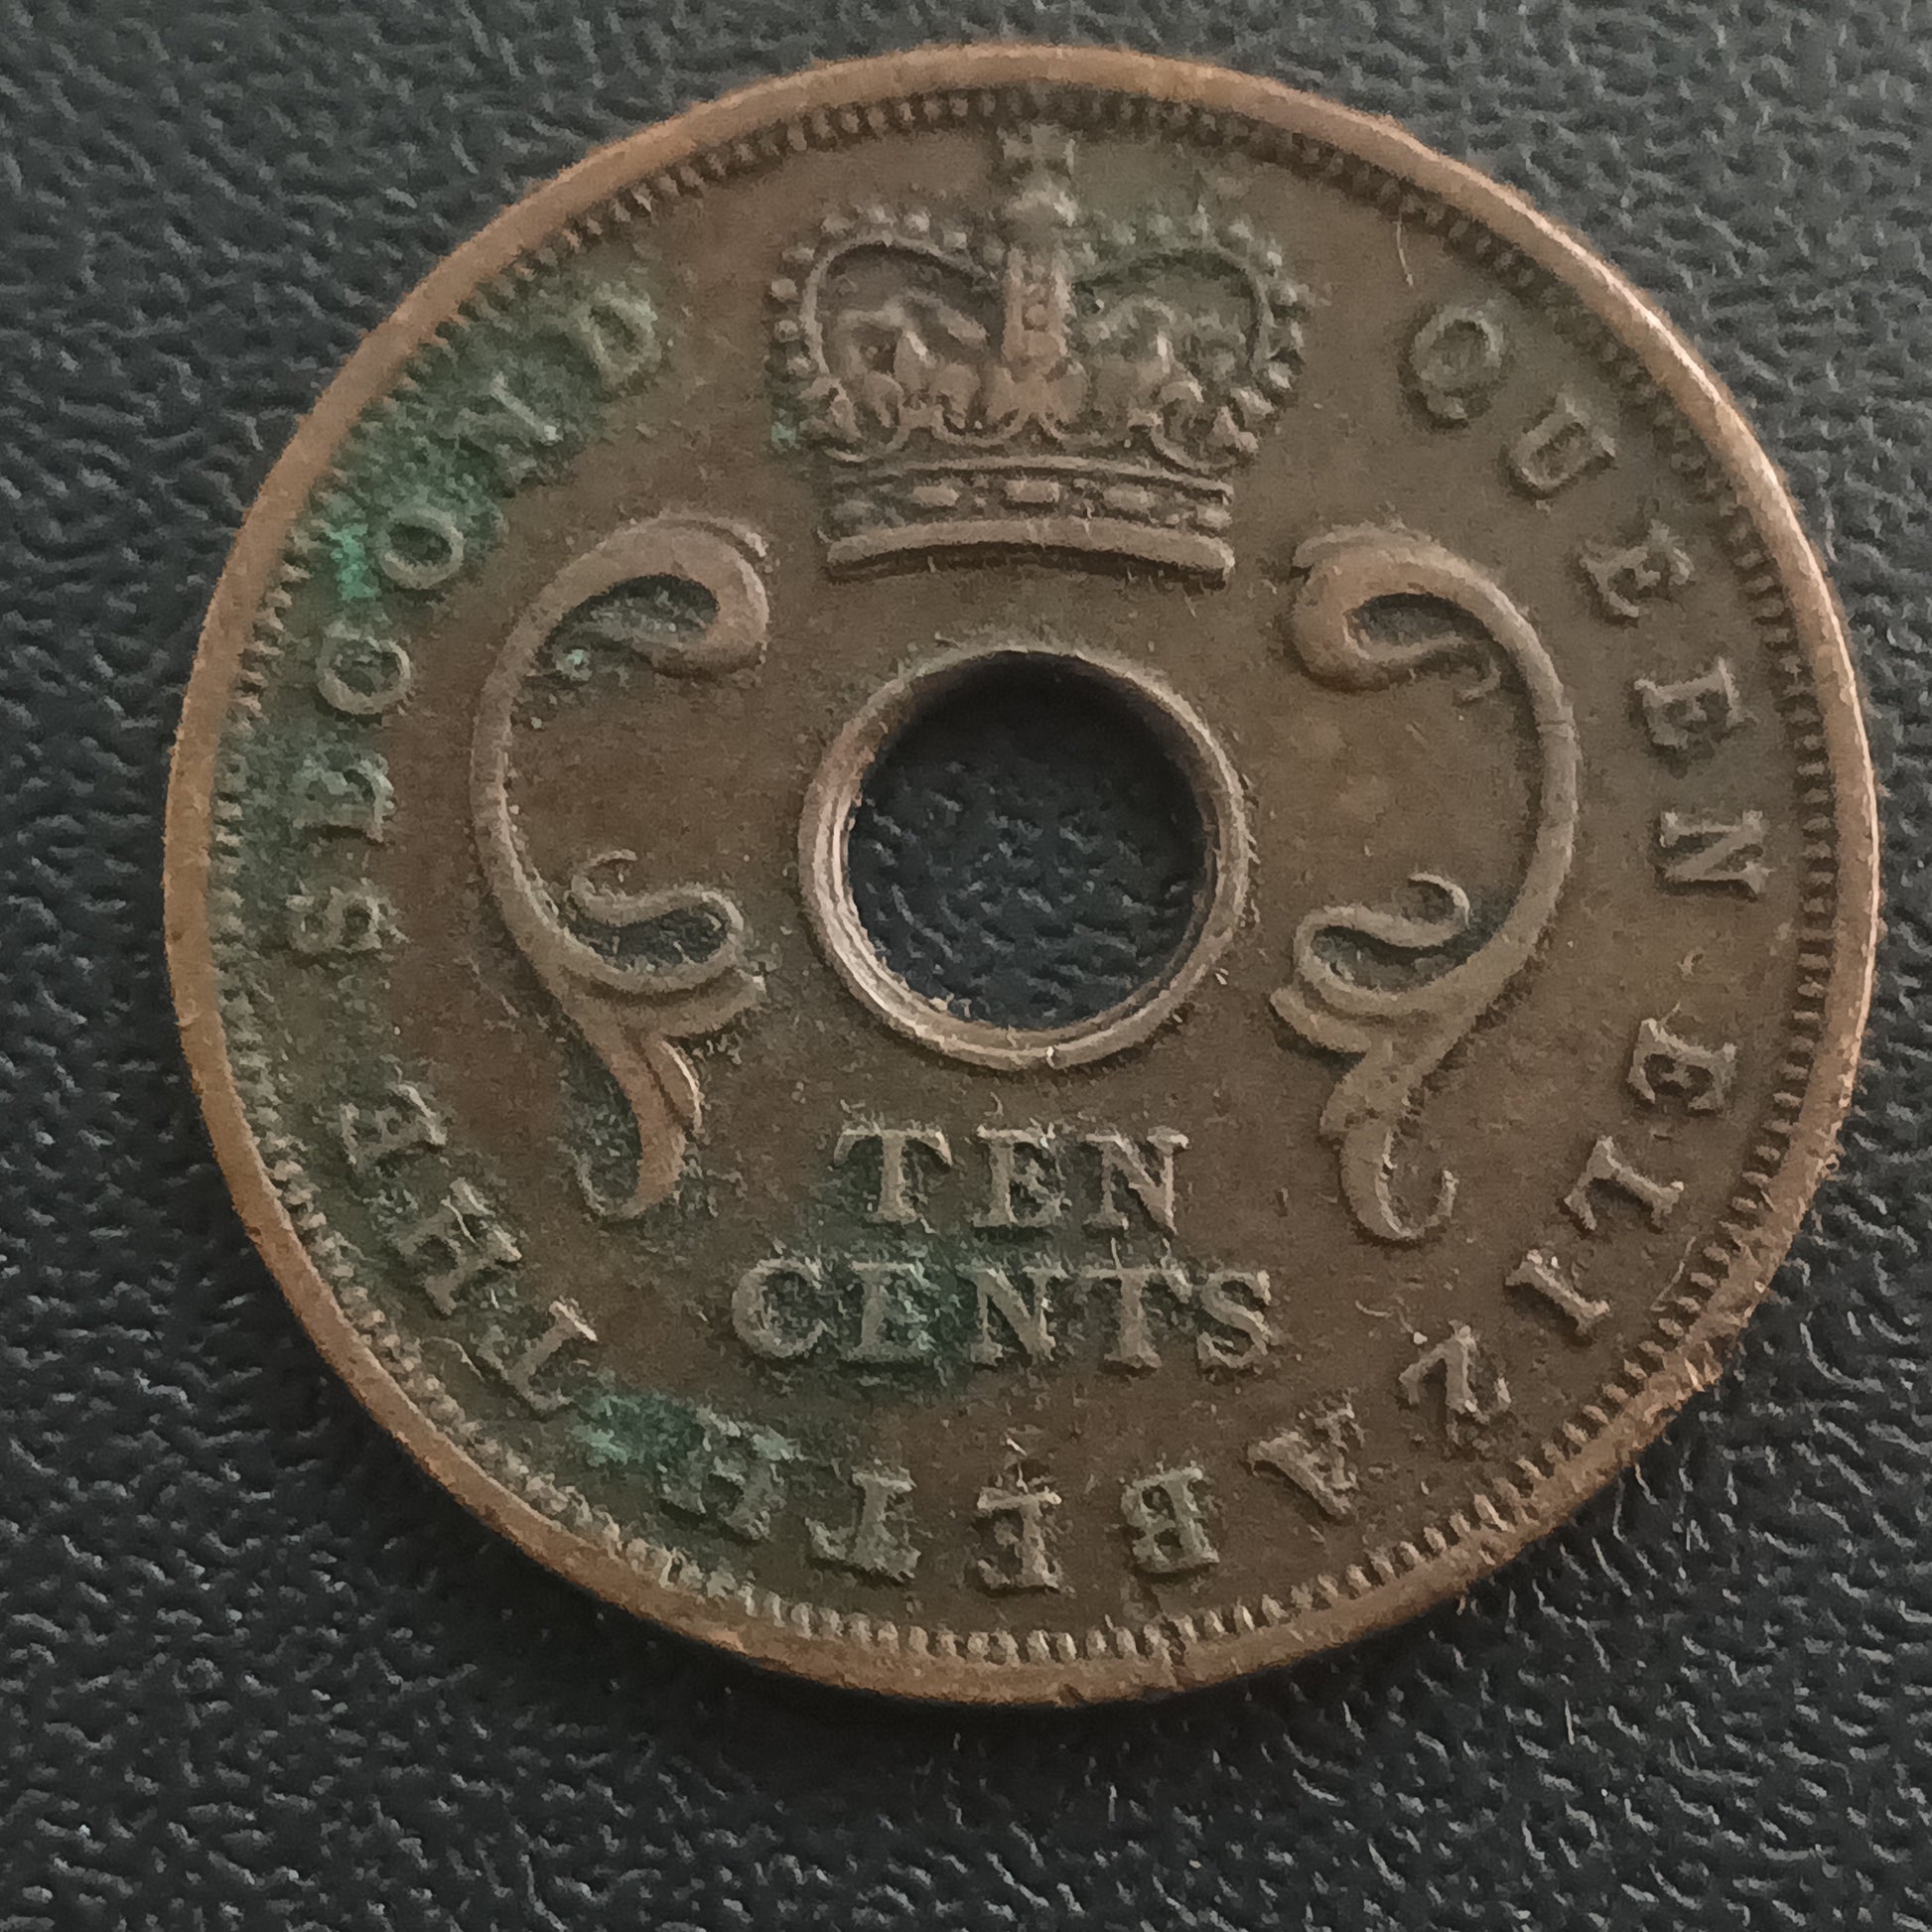 QUEEN ELIZABETH THE SECOND
TEN
CENTS